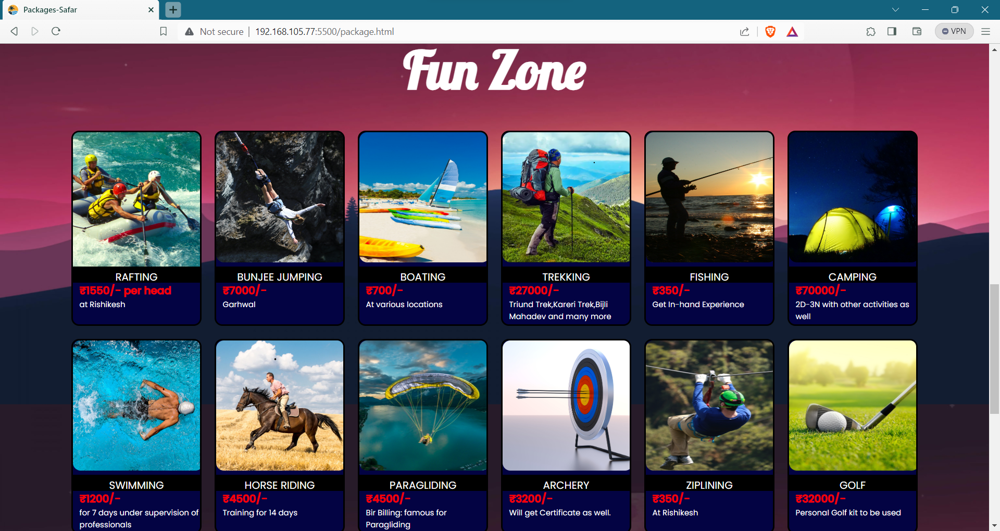 Packages-Safar
Not secure
192.168.105.77:5500/package.html
VPN
Fun Zone
RAFTING
₹1550/- per head
at Rishikesh
BUNJEE JUMPING
₹7000/-
Garhwal
BOATING
₹700/-
At various locations
TREKKING
₹27000/-
Triund Trek,Kareri Trek,Bijli
Mahadev and many more
FISHING
₹350/-
Get In-hand Experience
CAMPING
₹70000/-
2D-3N with other activities as
well
SWIMMING
₹1200/-
for 7 days under supervision of
professionals
HORSE RIDING
₹4500/-
Training for 14 days
PARAGLIDING
₹4500/-
Bir Billing: famous for
Paragliding
ARCHERY
₹3200/-
Will get Certificate as well.
ZIPLINING
₹350/-
At Rishikesh
GOLF
₹32000/-
Personal Golf kit to be used